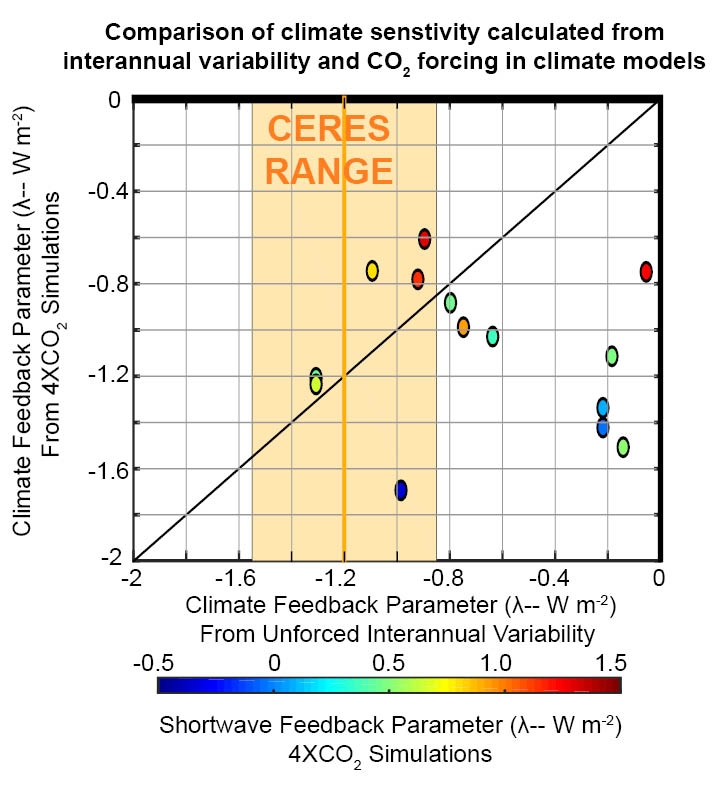 Comparison of climate senstivity calculated from
interannual variability and CO2 forcing in climate models
CERES
RANGE
Climate Feedback Parameter (λ-- W m-2)
From 4XCO2 Simulations
0
-0.4
-0.8
-1.2
-1.6
-2
-2 -1.6 -1.2 -0.8 -0.4 0
Climate Feedback Parameter (λ-- W m-2)
From Unforced Interannual Variability
-0.5 0 0.5 1.0 1.5
Shortwave Feedback Parameter (λ-- W m-2)
4XCO2 Simulations